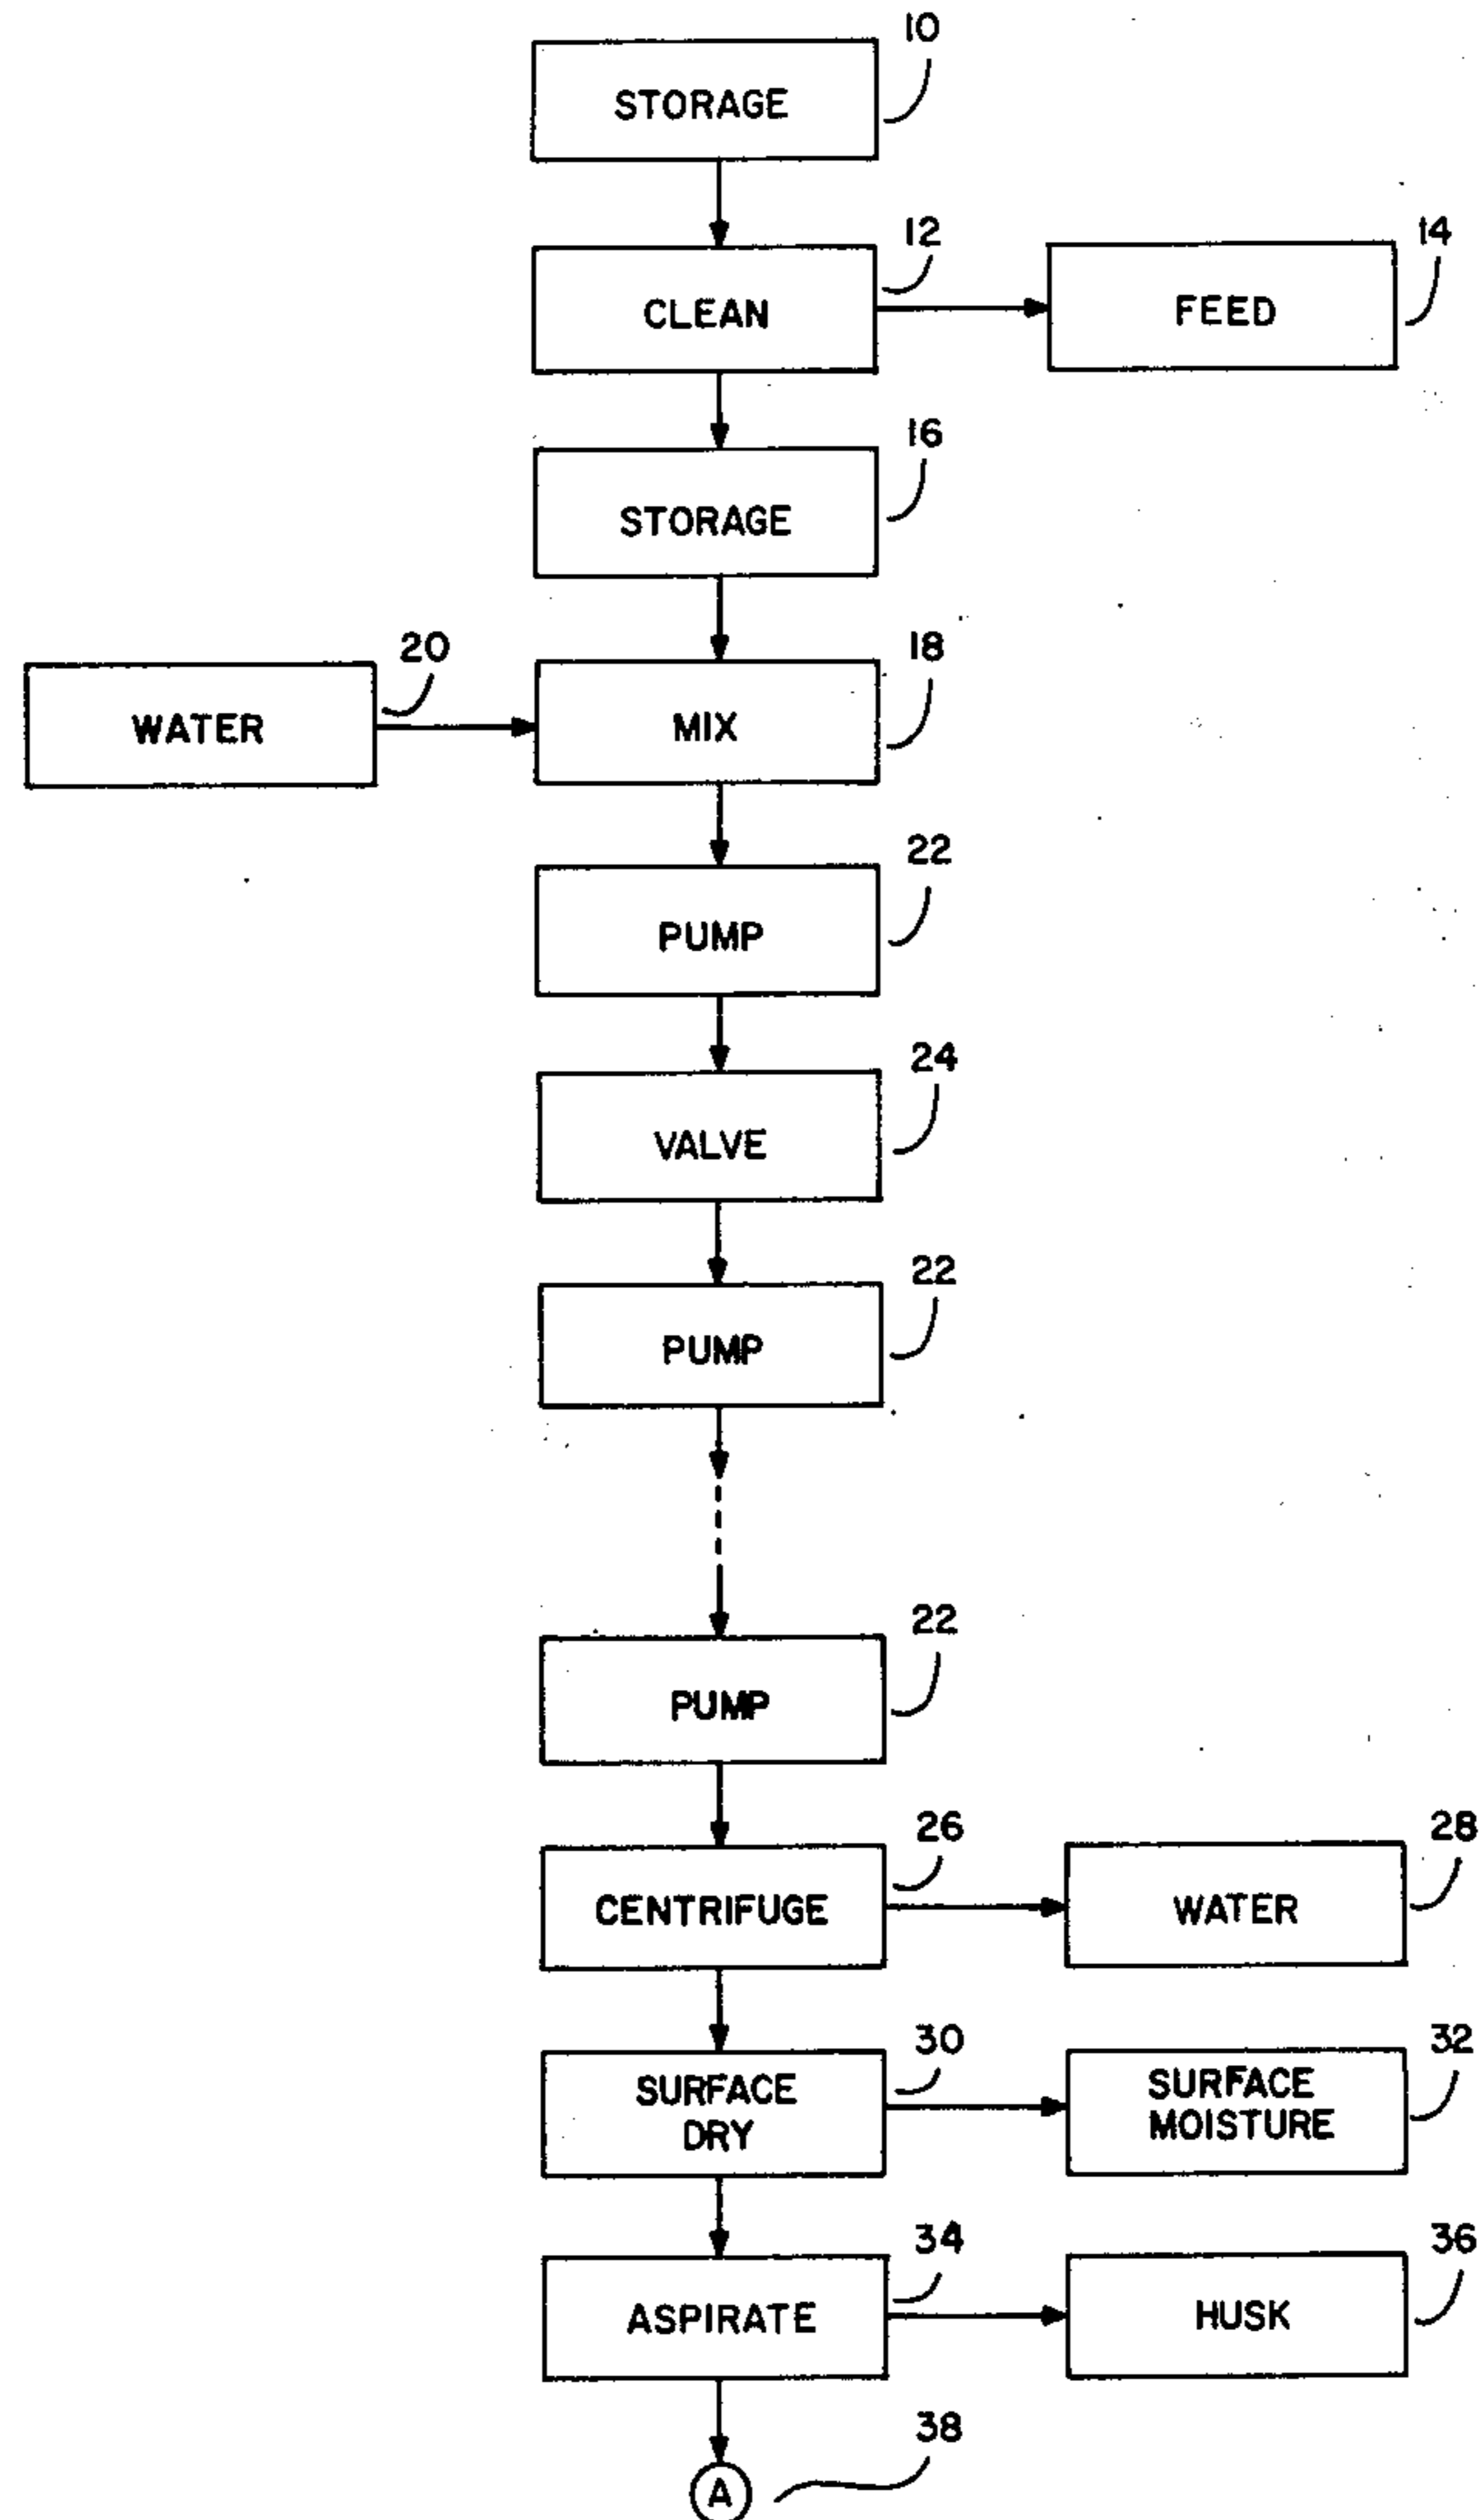 10
STORAGE
12
14
CLEAN
FEED
16
STORAGE
20
18
WATER
MIX
22
PUMP
24
VALVE
22
PUMP
22
PUMP
26
28
CENTRIFUGE
WATER
30
32
SURFACE
DRY
SURFACE
MOISTURE
34
36
ASPIRATE
HUSK
38
A